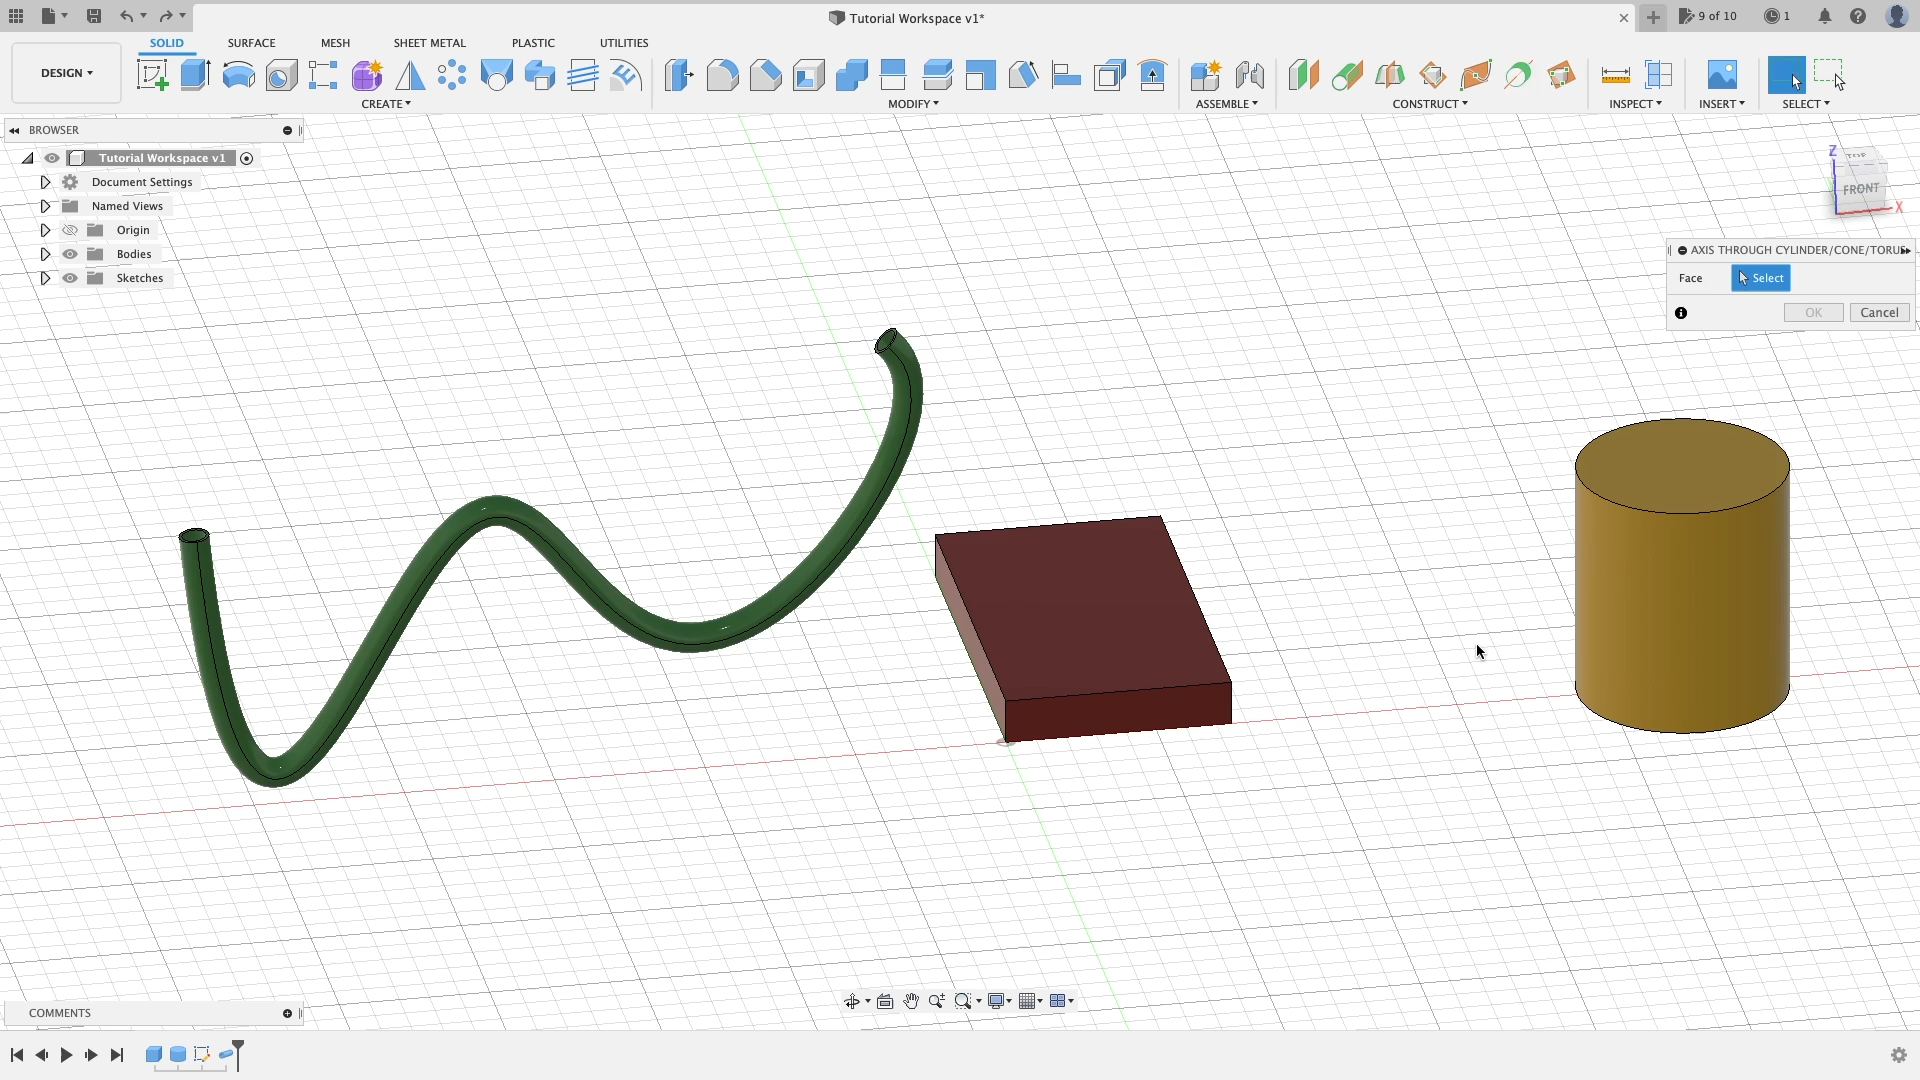 Tutorial Workspace v1*
9 of 10
1
DESIGN
SOLID
SURFACE
MESH
SHEET METAL
PLASTIC
UTILITIES
CREATE
MODIFY
ASSEMBLE
CONSTRUCT
INSPECT
INSERT
SELECT
BROWSER
Tutorial Workspace v1
Document Settings
Named Views
Origin
Bodies
Sketches
Z
TOP
FRONT
X
AXIS THROUGH CYLINDER/CONE/TORUS
Face
Select
OK
Cancel
COMMENTS